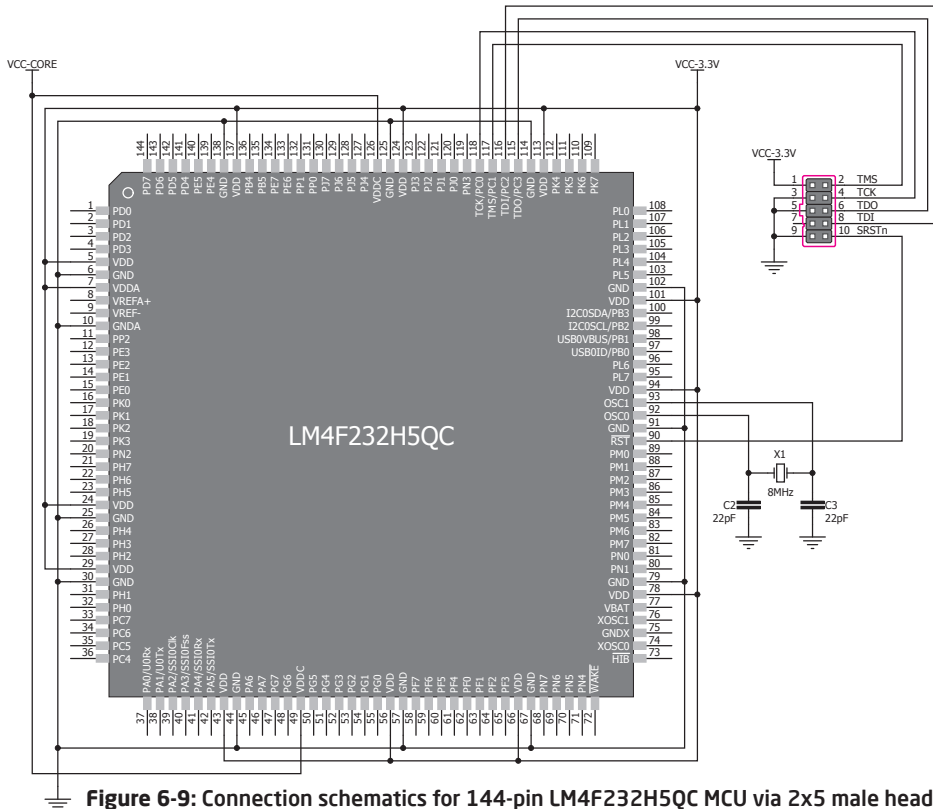 VCC-CORE
VCC-3.3V
144 143 142 141 140 139 138 137 136 135 134 133 132 131 130 129 128 127 126 125 124 123 122 121 120 119 118 117 116 115 114 113 112 111 110 109
PD7 PD6 PD5 PD4 PE5 PE4 GND VDD PB4 PB5 PE7 PE6 PP1 PP0 PJ7 PJ6 PJ5 PJ4 VDDC GND VDD PJ3 PJ2 PJ1 PJ0 PN3 TCK/PC0 TMS/PC1 TDI/PC2 TDO/PC3 GND VDD PK4 PK5 PK6 PK7
1 PD0
2 PD1
3 PD2
4 PD3
5 VDD
6 GND
7 VDDA
8 VREFA+
9 VREF-
10 GNDA
11 PP2
12 PE3
13 PE2
14 PE1
15 PE0
16 PK0
17 PK1
18 PK2
19 PK3
20 PN2
21 PH7
22 PH6
23 PH5
24 VDD
25 GND
26 PH4
27 PH3
28 PH2
29 VDD
30 GND
31 PH1
32 PH0
33 PC7
34 PC6
35 PC5
36 PC4
LM4F232H5QC
PL0 108
PL1 107
PL2 106
PL3 105
PL4 104
PL5 103
GND 102
VDD 101
I2C0SDA/PB3 100
I2C0SCL/PB2 99
USB0VBUS/PB1 98
USB0ID/PB0 97
PL6 96
PL7 95
VDD 94
OSC1 93
OSC0 92
GND 91
RST 90
PM0 89
PM1 88
PM2 87
PM3 86
PM4 85
PM5 84
PM6 83
PM7 82
PN0 81
PN1 80
GND 79
VDD 78
VBAT 77
XOSC1 76
GNDX 75
XOSC0 74
HIB 73
PA0/U0Rx PA1/U0Tx PA2/SSI0Clk PA3/SSI0Fss PA4/SSI0Rx PA5/SSI0Tx VDD GND PA6 PA7 PG7 PG6 VDDC PG5 PG4 PG3 PG2 PG1 PG0 VDD GND PF7 PF6 PF5 PF4 PF0 PF1 PF2 PF3 VDD GND PN7 PN6 PN5 PN4 WAKE
37 38 39 40 41 42 43 44 45 46 47 48 49 50 51 52 53 54 55 56 57 58 59 60 61 62 63 64 65 66 67 68 69 70 71 72
VCC-3.3V
1 2 TMS
3 4 TCK
5 6 TDO
7 8 TDI
9 10 SRSTn
X1
8MHz
C2
22pF
C3
22pF
Figure 6-9: Connection schematics for 144-pin LM4F232H5QC MCU via 2x5 male head